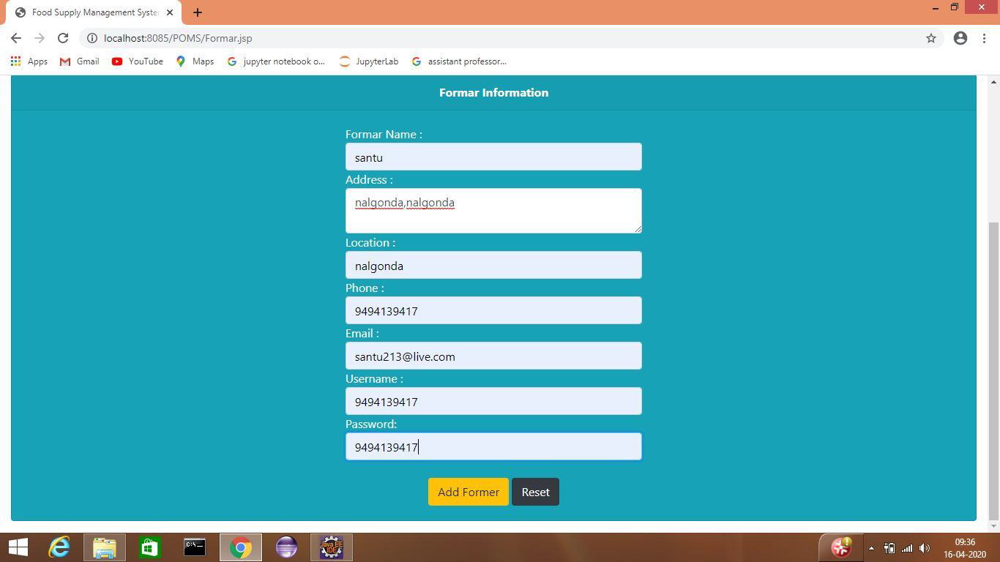 Food Supply Management Syste
localhost:8085/POMS/Formar.jsp
Apps Gmail YouTube Maps jupyter notebook o... JupyterLab assistant professor...
Formar Information
Formar Name :
santu
Address :
nalgonda,nalgonda
Location :
nalgonda
Phone :
9494139417
Email :
santu213@live.com
Username :
9494139417
Password:
9494139417
Add Former Reset
C:\_
Java EE
IDE
09:36
16-04-2020